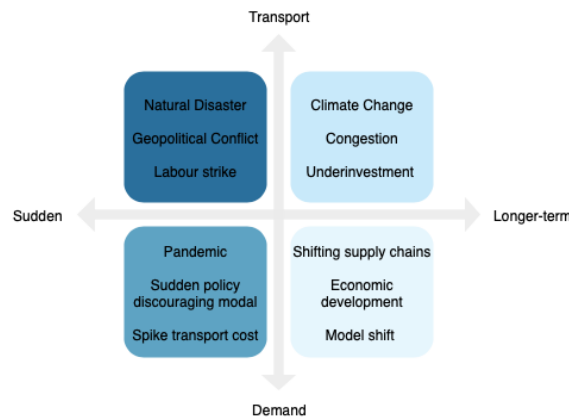 Transport
Natural Disaster
Geopolitical Conflict
Labour strike
Climate Change
Congestion
Underinvestment
Sudden
Longer-term
Pandemic
Sudden policy
discouraging modal
Spike transport cost
Shifting supply chains
Economic
development
Model shift
Demand